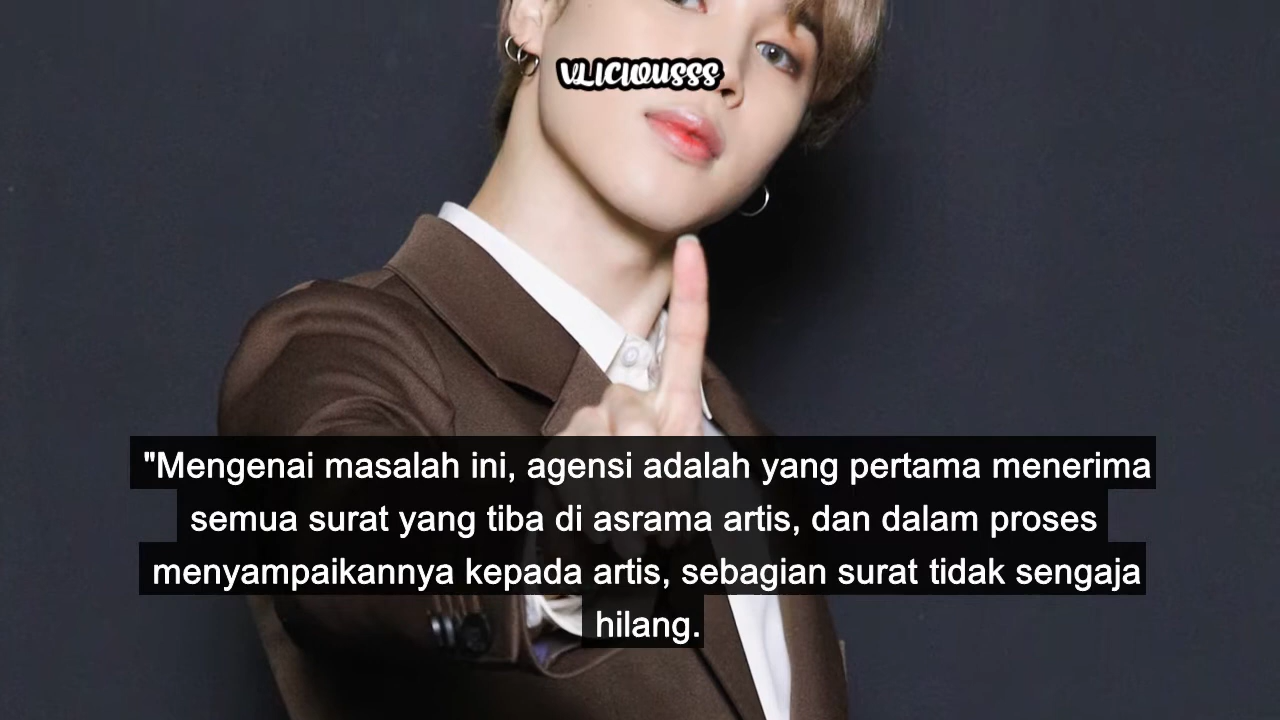 VLICIOUSSS
"Mengenai masalah ini, agensi adalah yang pertama menerima
semua surat yang tiba di asrama artis, dan dalam proses
menyampaikannya kepada artis, sebagian surat tidak sengaja
hilang.